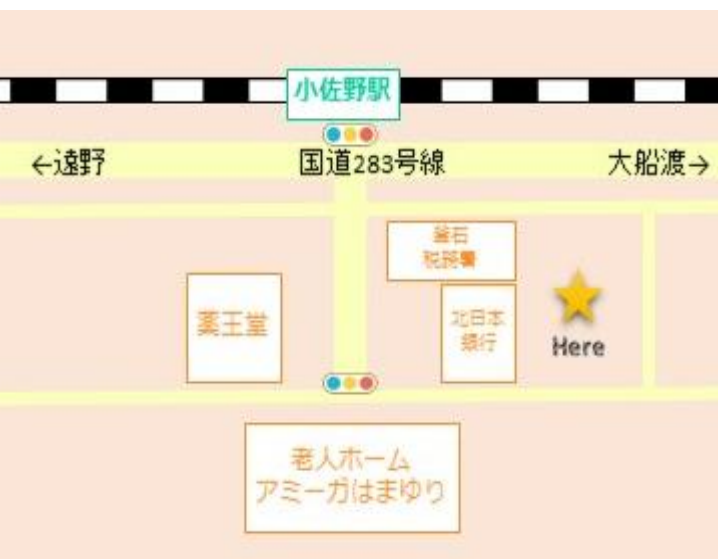 小佐野駅
←遠野
国道283号線
大船渡→
釜石
税務署
薬王堂
北日本
銀行
Here
老人ホーム
アミーガはまゆり